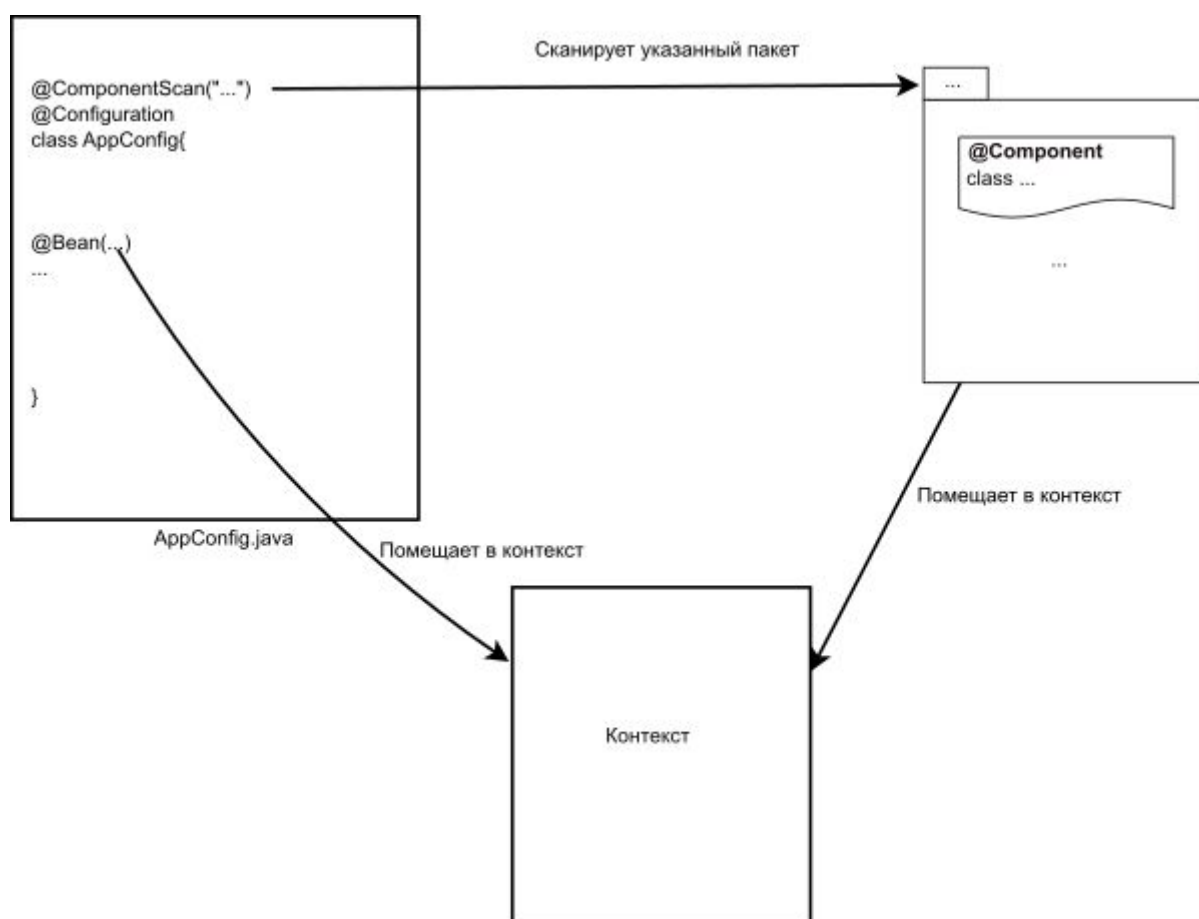 Сканирует указанный пакет
@ComponentScan("...")
@Configuration
class AppConfig{
@Bean(...)
...
}
AppConfig.java
...
@Component
class ...
...
Помещает в контекст
Помещает в контекст
Контекст